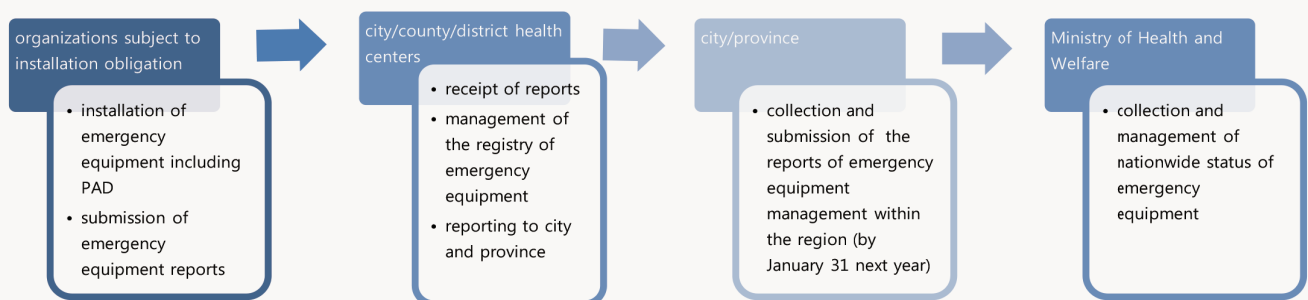 organizations subject to
installation obligation
• installation of
emergency
equipment including
PAD
• submission of
emergency
equipment reports
city/county/district health
centers
• receipt of reports
• management of
the registry of
emergency
equipment
• reporting to city
and province
city/province
• collection and
submission of the
reports of emergency
equipment
management within
the region (by
January 31 next year)
Ministry of Health and
Welfare
• collection and
management of
nationwide status of
emergency
equipment